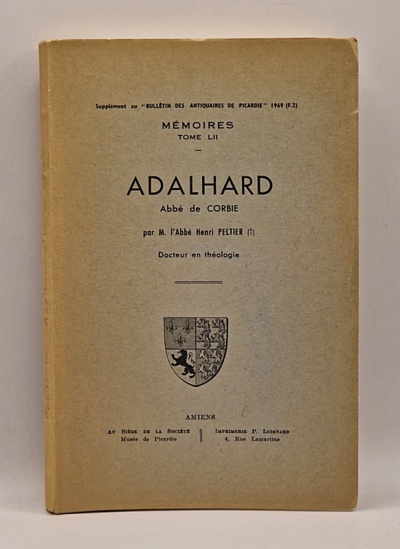 Supplément au "BULLETIN DES ANTIQUAIRES DE PICARDIE" 1969 (F.2)
MÉMOIRES
TOME LII
ADALHARD
Abbé de CORBIE
par M. l'Abbé Henri PELTIER (†)
Docteur en théologie
AMIENS
AU SIÈGE DE LA SOCIÉTÉ
Musée de Picardie
IMPRIMERIE P. LOISNARD
4, Rue Lamartine